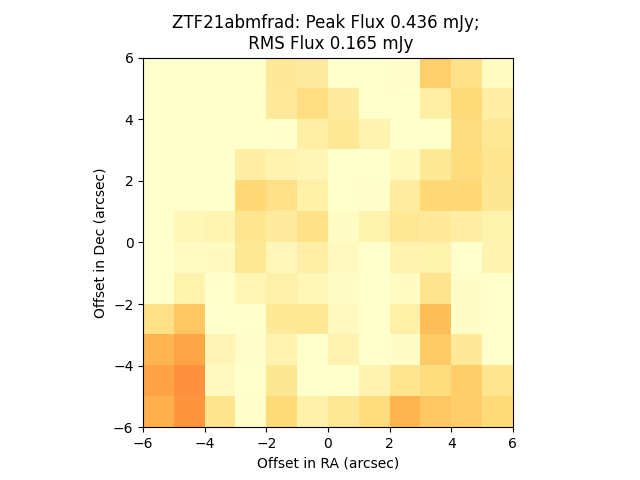 ZTF21abmfrad: Peak Flux 0.436 mJy;
RMS Flux 0.165 mJy
6
4
2
0
−2
−4
−6
Offset in Dec (arcsec)
−6 −4 −2 0 2 4 6
Offset in RA (arcsec)